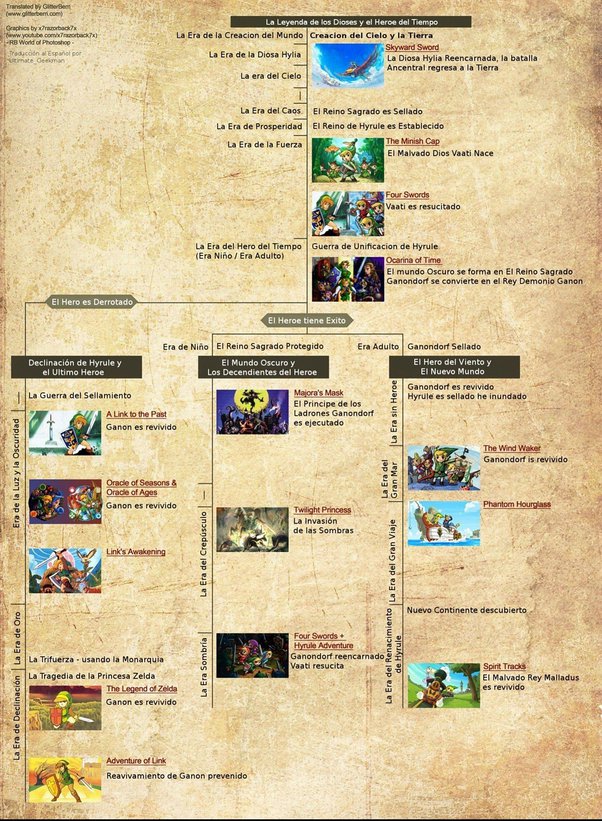 Translated by GlitterBerri
(www.glitterberri.com)
Graphics by x7razorback7x
(www.youtube.com/x7razorback7x)
-RB World of Photoshop -
Traducción al Español por
Ultimate_Geekman
La Leyenda de los Dioses y el Heroe del Tiempo
La Era de la Creacion del Mundo
Creacion del Cielo y la Tierra
La Era de la Diosa Hylia
Skyward Sword
La Diosa Hylia Reencarnada, la batalla
Ancentral regresa a la Tierra
La era del Cielo
La Era del Caos
El Reino Sagrado es Sellado
La Era de Prosperidad
El Reino de Hyrule es Establecido
La Era de la Fuerza
The Minish Cap
El Malvado Dios Vaati Nace
Four Swords
Vaati es resucitado
La Era del Hero del Tiempo
(Era Niño / Era Adulto)
Guerra de Unificacion de Hyrule
Ocarina of Time
El mundo Oscuro se forma en El Reino Sagrado
Ganondorf se convierte en el Rey Demonio Ganon
El Hero es Derrotado
El Heroe tiene Exito
Era de Niño
El Reino Sagrado Protegido
Era Adulto
Ganondorf Sellado
Declinación de Hyrule y
el Ultimo Heroe
La Guerra del Sellamiento
Era de la Luz y la Oscuridad
A Link to the Past
Ganon es revivido
Oracle of Seasons &
Oracle of Ages
Ganon es revivido
Link's Awakening
La Era de Oro
La Trifuerza - usando la Monarquia
La Era de Declinación
La Tragedia de la Princesa Zelda
The Legend of Zelda
Ganon es revivido
Adventure of Link
Reavivamiento de Ganon prevenido
El Mundo Oscuro y
Los Decendientes del Heroe
Majora's Mask
El Principe de los
Ladrones Ganondorf
es ejecutado
La Era del Crepúsculo
Twilight Princess
La Invasión
de las Sombras
La Era Sombría
Four Swords +
Hyrule Adventure
Ganondorf reencarnado
Vaati resucita
El Hero del Viento y
El Nuevo Mundo
La Era sin Heroe
Ganondorf es revivido
Hyrule es sellado he inundado
La Era del
Gran Mar
The Wind Waker
Ganondorf is revivido
La Era del Gran Viaje
Phantom Hourglass
La Era del Renacimiento
de Hyrule
Nuevo Continente descubierto
Spirit Tracks
El Malvado Rey Malladus
es revivido